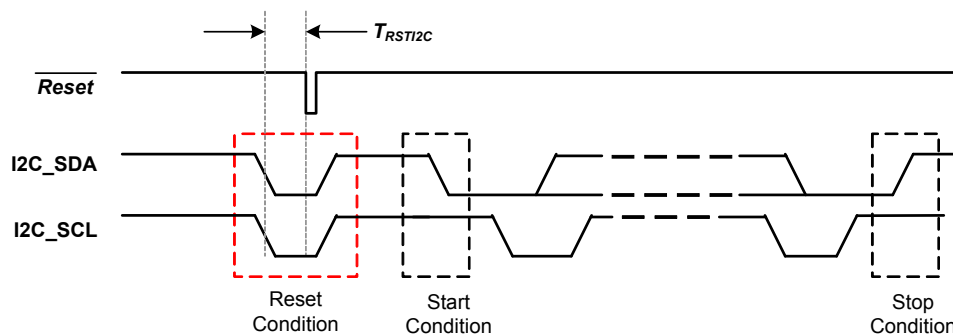 T_RSTI2C
Reset
I2C_SDA
I2C_SCL
Reset
Condition
Start
Condition
Stop
Condition